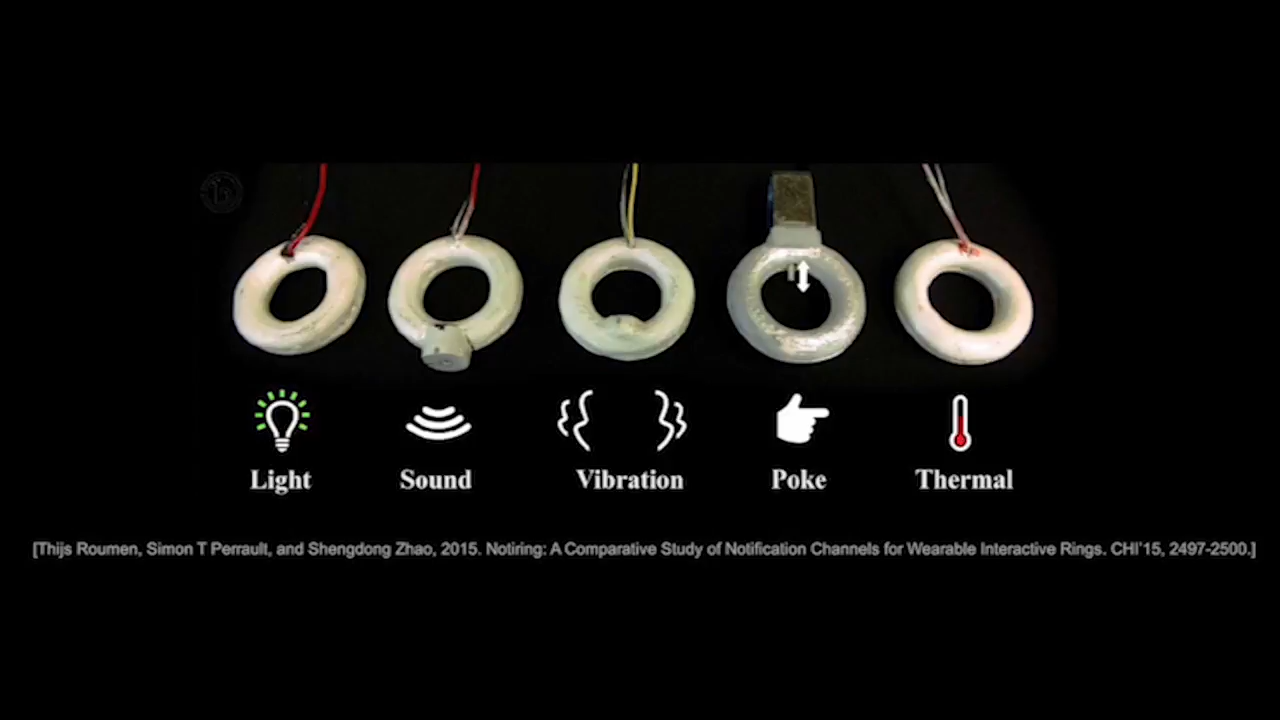 Light Sound Vibration Poke Thermal
[Thijs Roumen, Simon T Perrault, and Shengdong Zhao, 2015. Notiring: A Comparative Study of Notification Channels for Wearable Interactive Rings. CHI'15, 2497-2500.]